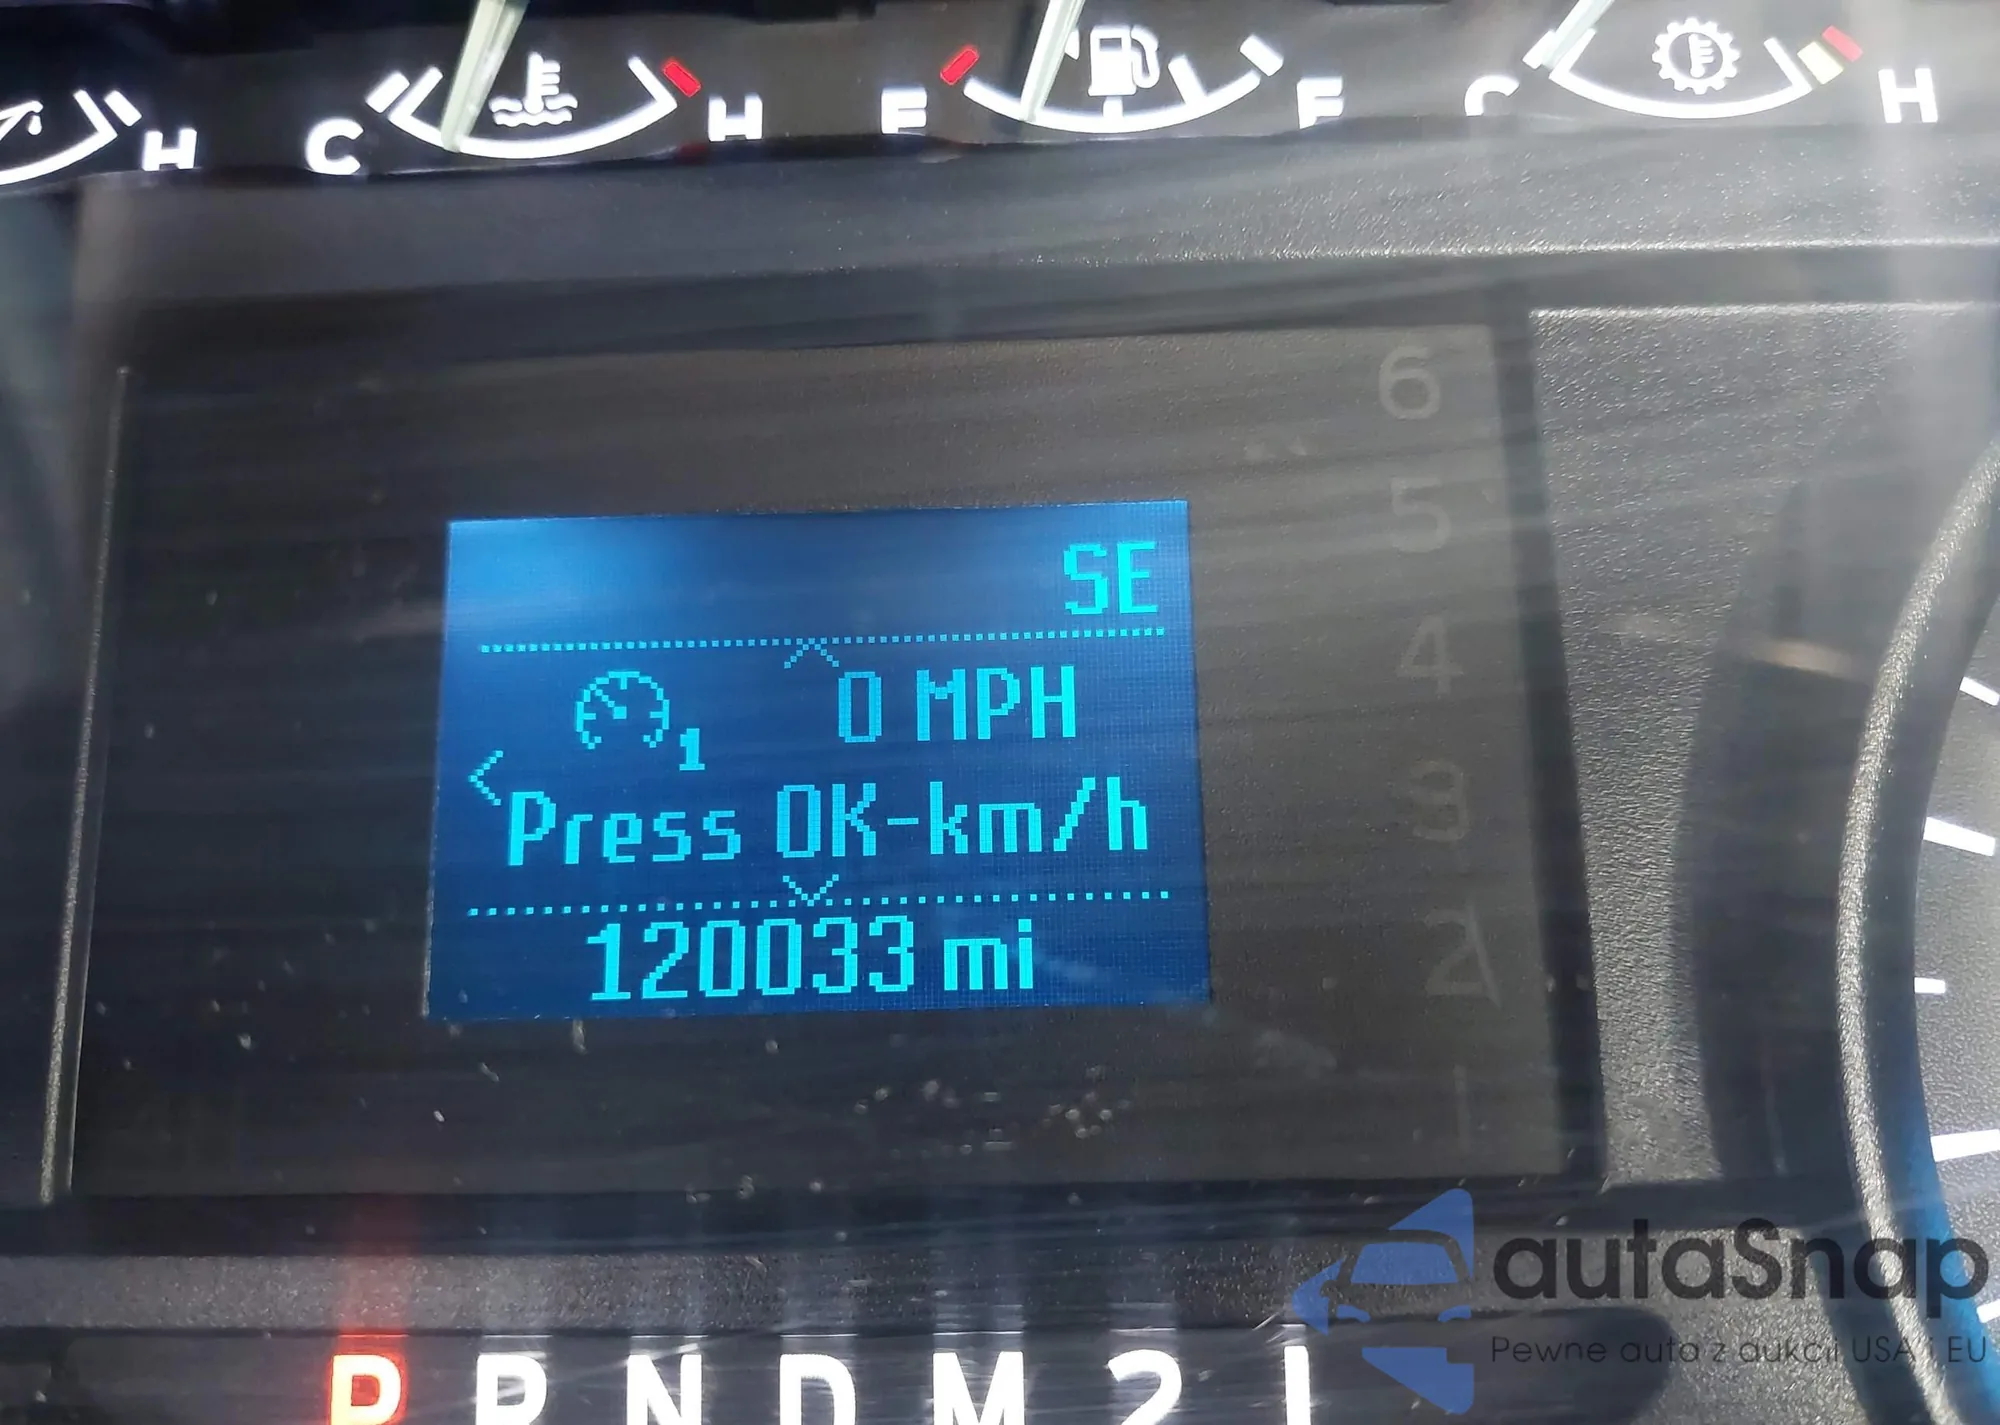 H
C
H
E
F
C
H
6
5
4
3
2
1
SE
0 MPH
1
Press OK-km/h
120033 mi
P R N D M 2 1
autaSnap
Pewne auta z aukcji USA i EU